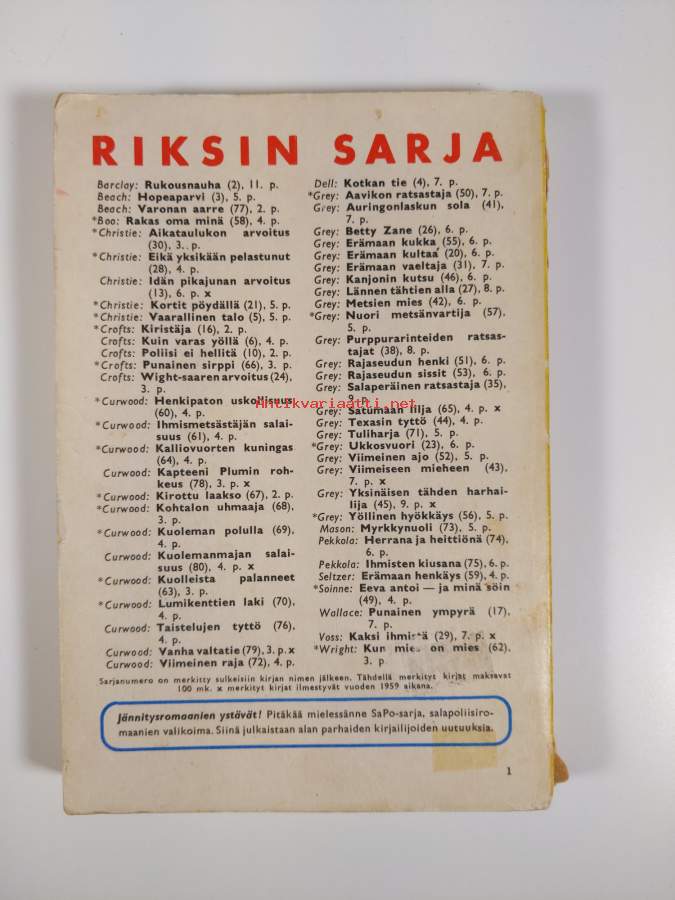 RIKSIN SARJA
Barclay: Rukousnauha (2), 11. p.
Beach: Hopeaparvi (3), 5. p.
Beach: Varonan aarre (77), 2. p.
*Boo: Rakas oma minä (58), 4. p.
*Christie: Aikataulukon arvoitus
(30), 3. p.
*Christie: Eikä yksikään pelastunut
(28), 4. p.
Christie: Idän pikajunan arvoitus
(13), 6. p. x
*Christie: Kortit pöydällä (21), 5. p.
*Christie: Vaarallinen talo (5), 5. p.
*Crofts: Kiristäja (16), 2. p.
Crofts: Kuin varas yöllä (6), 4. p.
Crofts: Poliisi ei hellitä (10), 2. p.
*Crofts: Punainen sirppi (66), 3. p.
Crofts: Wight-saaren arvoitus (24),
3. p.
*Curwood: Henkipaton uskollisuus
(60), 4. p.
*Curwood: Ihmismetsästäjän salai-
suus (61), 4. p.
*Curwood: Kalliovuorten kuningas
(64), 4. p.
Curwood: Kapteeni Plumin roh-
keus (78), 3. p. x
*Curwood: Kirottu laakso (67), 2. p.
*Curwood: Kohtalon uhmaaja (68),
3. p.
*Curwood: Kuoleman polulla (69),
4. p.
Curwood: Kuolemanmajan salai-
suus (80), 4. p. x
*Curwood: Kuolleista palanneet
(63), 3. p.
*Curwood: Lumikenttien laki (70),
4. p.
Curwood: Taistelujen tyttö (76),
4. p.
Curwood: Vanha valtatie (79), 3. p. x
Curwood: Viimeinen raja (72), 4. p.
Dell: Kotkan tie (4), 7. p.
*Grey: Aavikon ratsastaja (50), 7. p.
Grey: Auringonlaskun sola (41),
7. p.
Grey: Betty Zane (26), 6. p.
Grey: Erämaan kukka (55), 6. p.
Grey: Erämaan kultaa (20), 6. p.
Grey: Erämaan vaeltaja (31), 7. p.
Grey: Kanjonin kutsu (46), 6. p.
Grey: Lännen tähtien alla (27), 8. p.
Grey: Metsien mies (42), 6. p.
*Grey: Nuori metsänvartija (57),
5. p.
Grey: Purppurarinteiden ratsas-
tajat (38), 8. p.
Grey: Rajaseudun henki (51), 6. p.
Grey: Rajaseudun sissit (53), 6. p.
Grey: Salaperäinen ratsastaja (35),
p.
Grey: Satumaan lilja (65), 4. p. x
Grey: Texasin tyttö (44), 4. p.
Grey: Tuliharja (71), 5. p.
*Grey: Ukkosvuori (23), 6. p.
Grey: Viimeinen ajo (52), 5. p.
Grey: Viimeiseen mieheen (43),
7. p. x
Grey: Yksinäisen tähden harhai-
lija (45), 9. p. x
*Grey: Yöllinen hyökkäys (56), 5. p.
Mason: Myrkkynuoli (73), 5. p.
Pekkola: Herrana ja heittiönä (74),
6. p.
Pekkola: Ihmisten kiusana (75), 6. p.
Seltzer: Erämaan henkäys (59), 4. p.
*Soinne: Eeva antoi — ja minä söin
(49), 4. p.
Wallace: Punainen ympyrä (17),
7. p.
Voss: Kaksi ihmistä (29), 7. p. x
*Wright: Kun mies on mies (62),
3. p
Antikvariaatti.net
Sarjanumero on merkitty sulkeisiin kirjan nimen jälkeen. Tähdellä merkityt kirjat maksavat
100 mk. x merkityt kirjat ilmestyvät vuoden 1959 aikana.
Jännitysromaanien ystävät! Pitäkää mielessänne SaPo-sarja, salapoliisiro-
maanien valikoima. Siinä julkaistaan alan parhaiden kirjailijoiden uutuuksia.
1